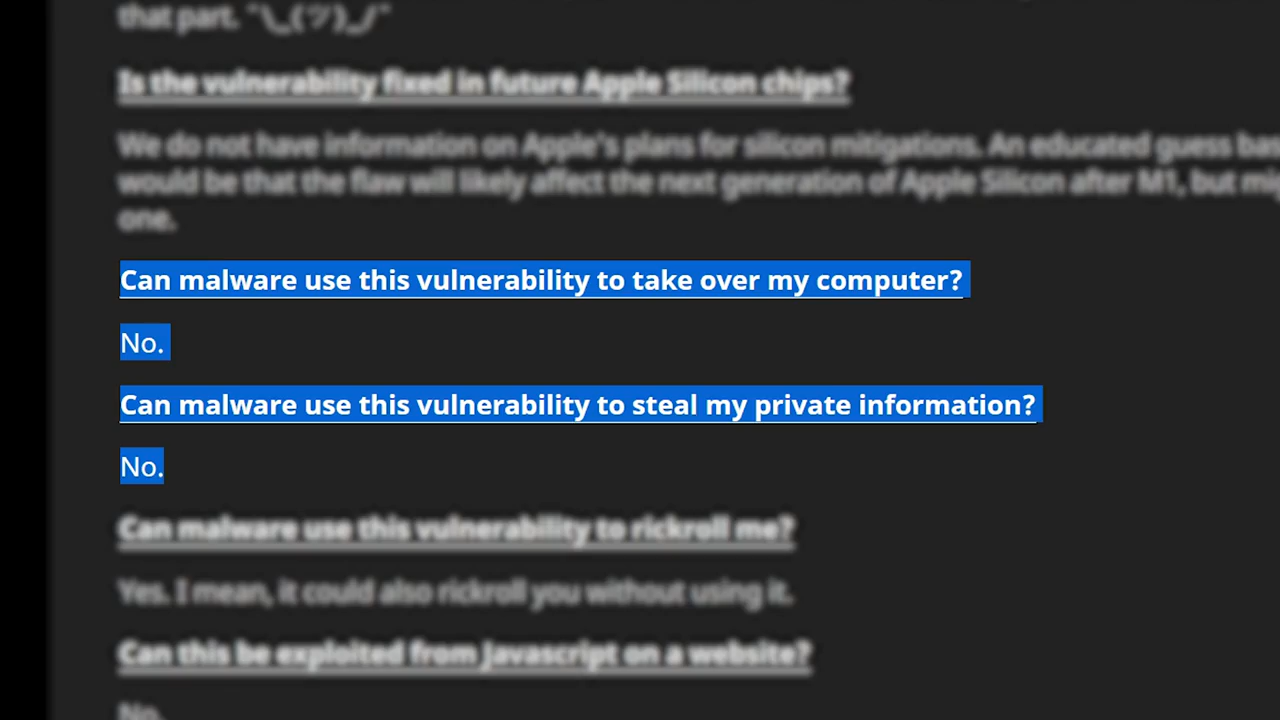 that part. "\_(ツ)_/"
Is the vulnerability fixed in future Apple Silicon chips?
We do not have information on Apple's plans for silicon mitigations. An educated guess
would be that the flaw will likely affect the next generation of Apple Silicon after M1, but
one.
Can malware use this vulnerability to take over my computer?
No.
Can malware use this vulnerability to steal my private information?
No.
Can malware use this vulnerability to rickroll me?
Yes. I mean, it could also rickroll you without using it.
Can this be exploited from Javascript on a website?
No.